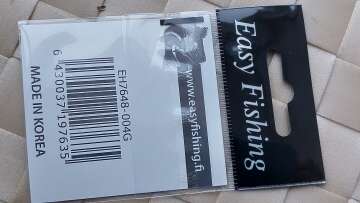 Easy Fishing
www.easyfishing.fi
EH7648-004G
6 430037 197635
MADE IN KOREA